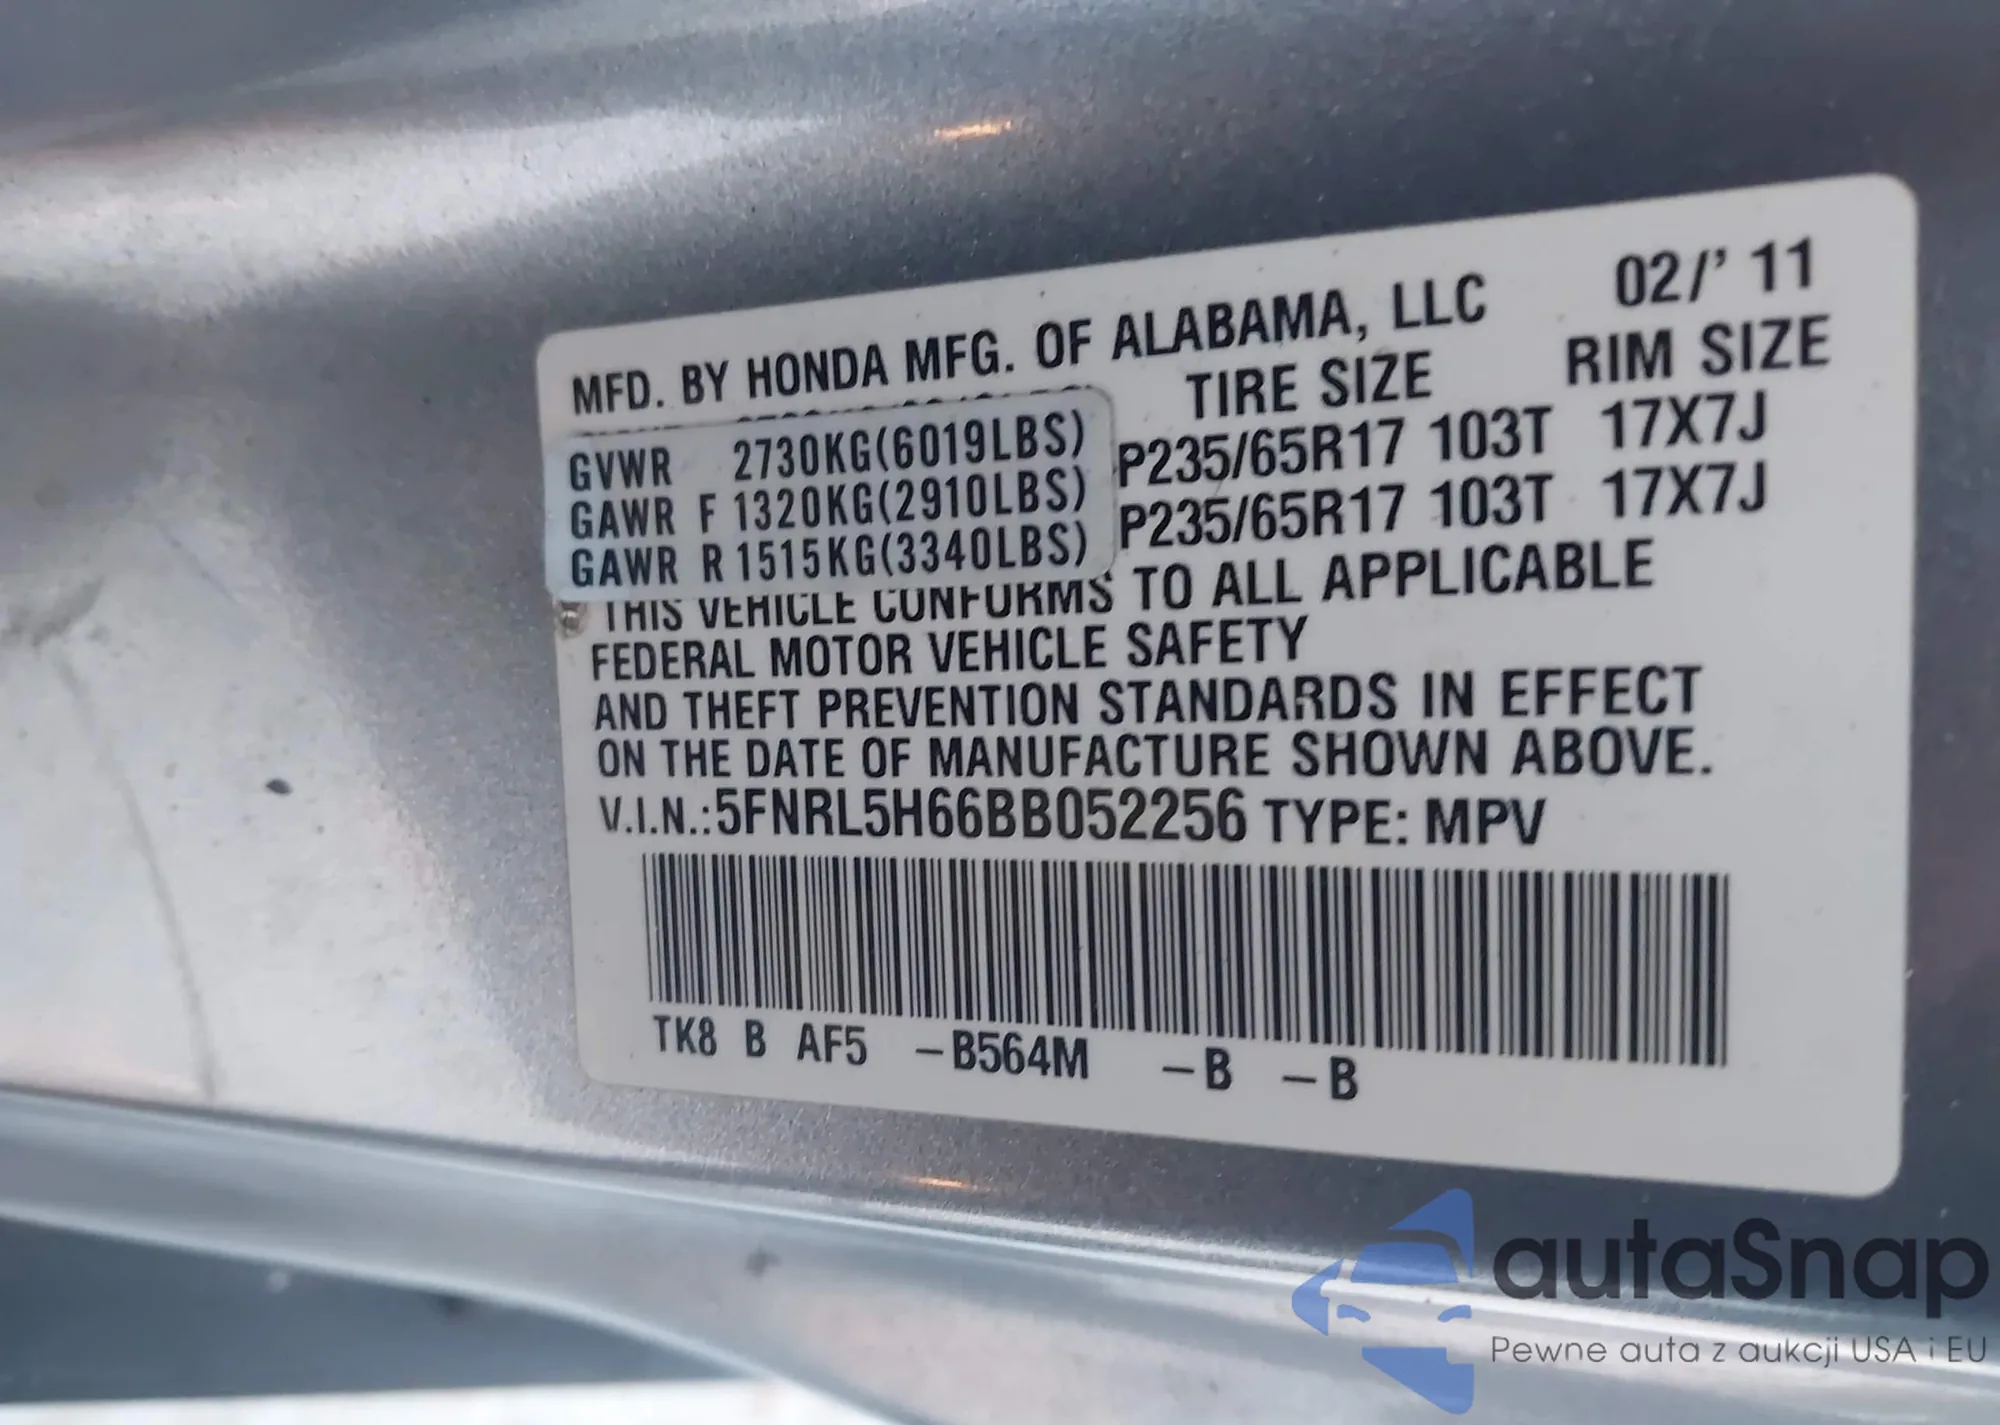 MFD. BY HONDA MFG. OF ALABAMA, LLC 02/' 11
TIRE SIZE RIM SIZE
GVWR 2730KG(6019LBS)
GAWR F 1320KG(2910LBS) P235/65R17 103T 17X7J
GAWR R 1515KG(3340LBS) P235/65R17 103T 17X7J
THIS VEHICLE CONFORMS TO ALL APPLICABLE
FEDERAL MOTOR VEHICLE SAFETY
AND THEFT PREVENTION STANDARDS IN EFFECT
ON THE DATE OF MANUFACTURE SHOWN ABOVE.
V.I.N.:5FNRL5H66BB052256 TYPE: MPV
TK8 B AF5 –B564M –B –B
autaSnap
Pewne auta z aukcji USA i EU